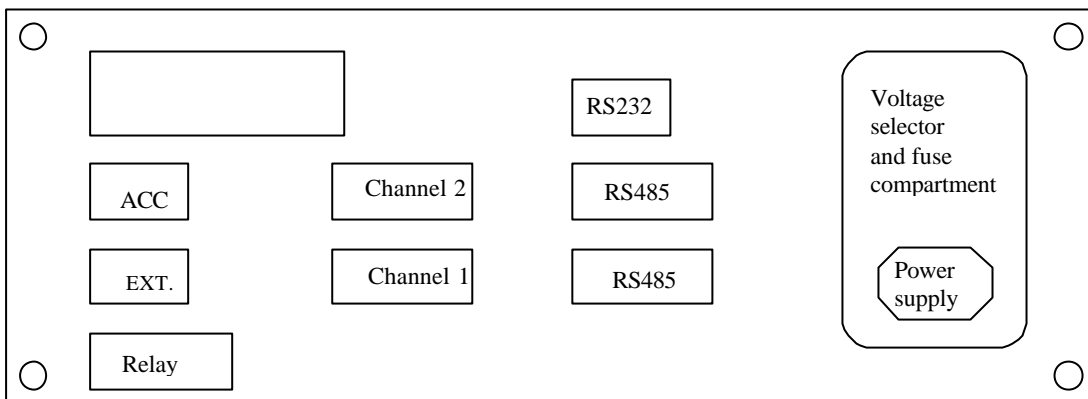 RS232
Voltage
selector
and fuse
compartment
ACC
Channel 2
RS485
EXT.
Channel 1
RS485
Power
supply
Relay